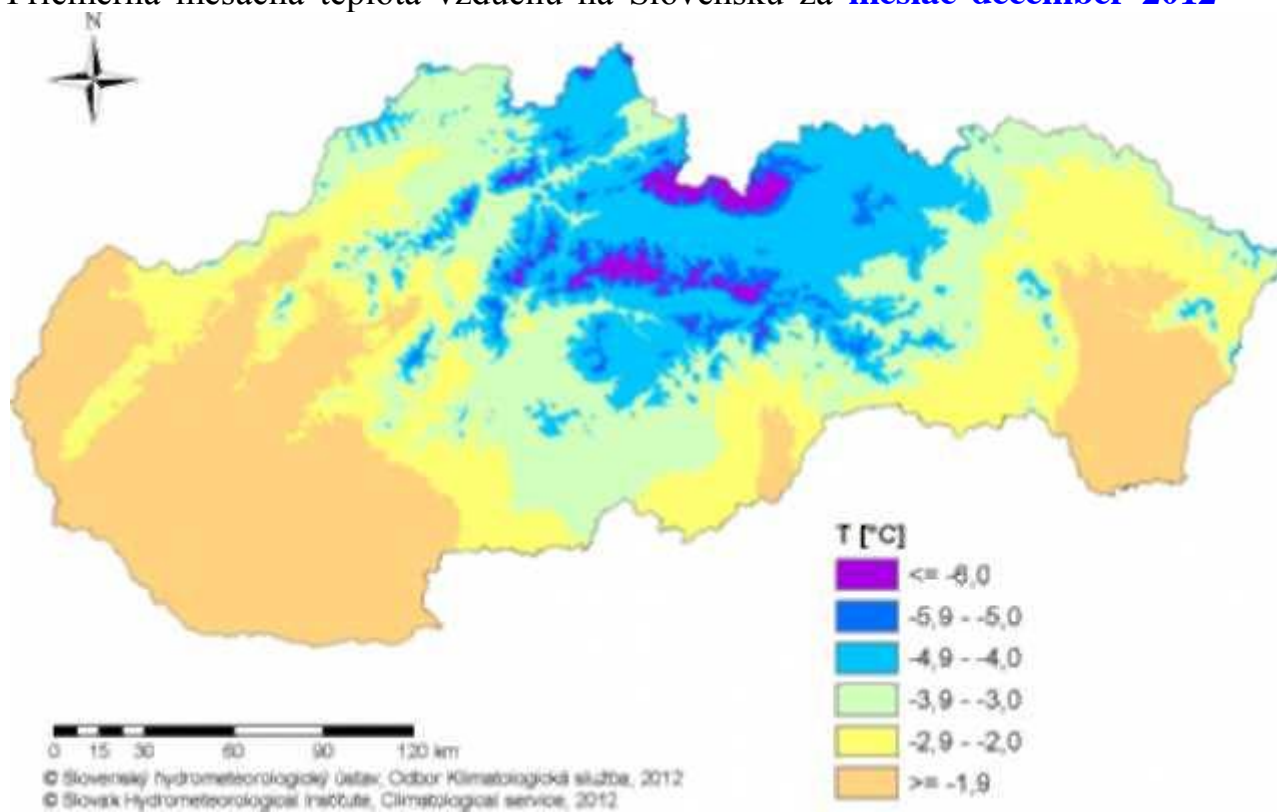 Priemerná mesačná teplota vzduchu na Slovensku za mesiac december 2012
N
T [°C]
<= -6,0
-5,9 - -5,0
-4,9 - -4,0
-3,9 - -3,0
-2,9 - -2,0
>= -1,9
0 15 30 60 90 120 km
© Slovenský hydrometeorologický ústav, Odbor Klimatologická služba, 2012
© Slovak Hydrometeorological Institute, Climatological service, 2012